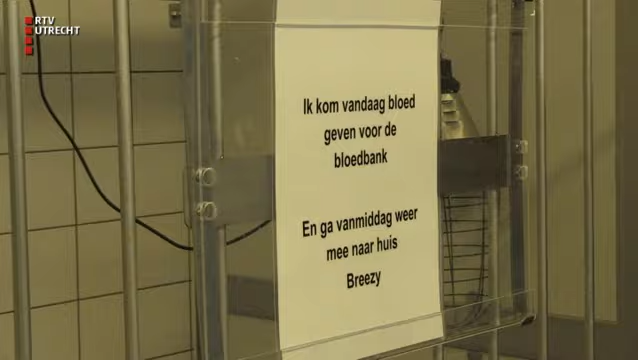 RTV
UTRECHT
Ik kom vandaag bloed
geven voor de
bloedbank
En ga vanmiddag weer
mee naar huis
Breezy